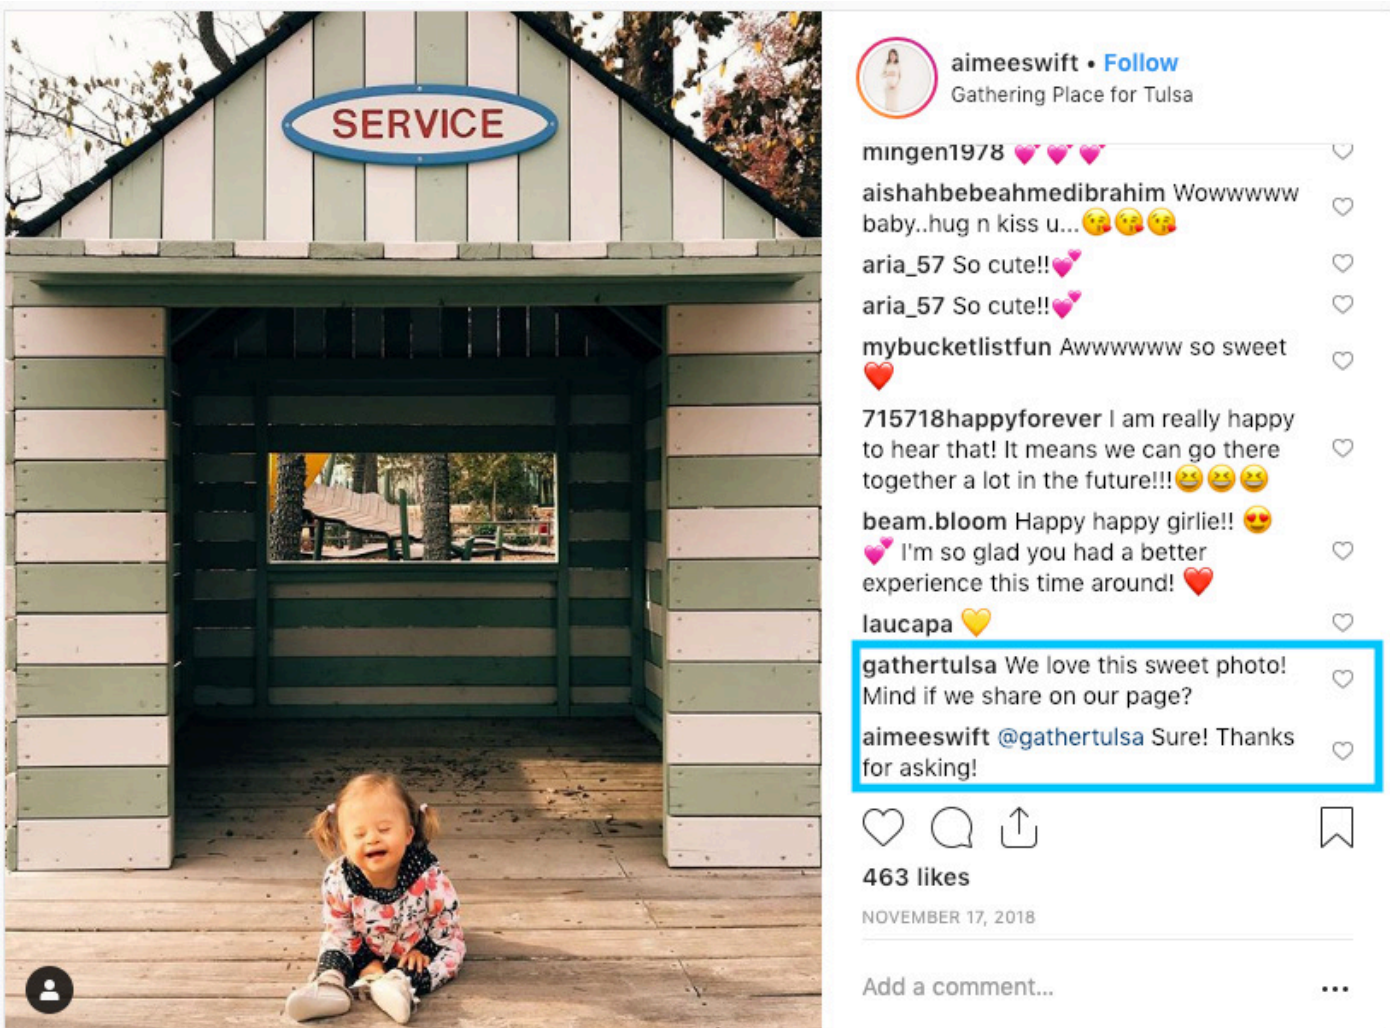 SERVICE
aimeeswift • Follow
Gathering Place for Tulsa
mingen1978 💕 💕 💕
aishahbebeahmedibrahim Wowwwww
baby..hug n kiss u...😘😘😘
aria_57 So cute!!💕
aria_57 So cute!!💕
mybucketlistfun Awwwwww so sweet
❤️
715718happyforever I am really happy
to hear that! It means we can go there
together a lot in the future!!!😆😆😆
beam.bloom Happy happy girlie!! 😍
💕 I'm so glad you had a better
experience this time around! ❤️
laucapa 💛
gathertulsa We love this sweet photo!
Mind if we share on our page?
aimeeswift @gathertulsa Sure! Thanks
for asking!
463 likes
NOVEMBER 17, 2018
Add a comment...